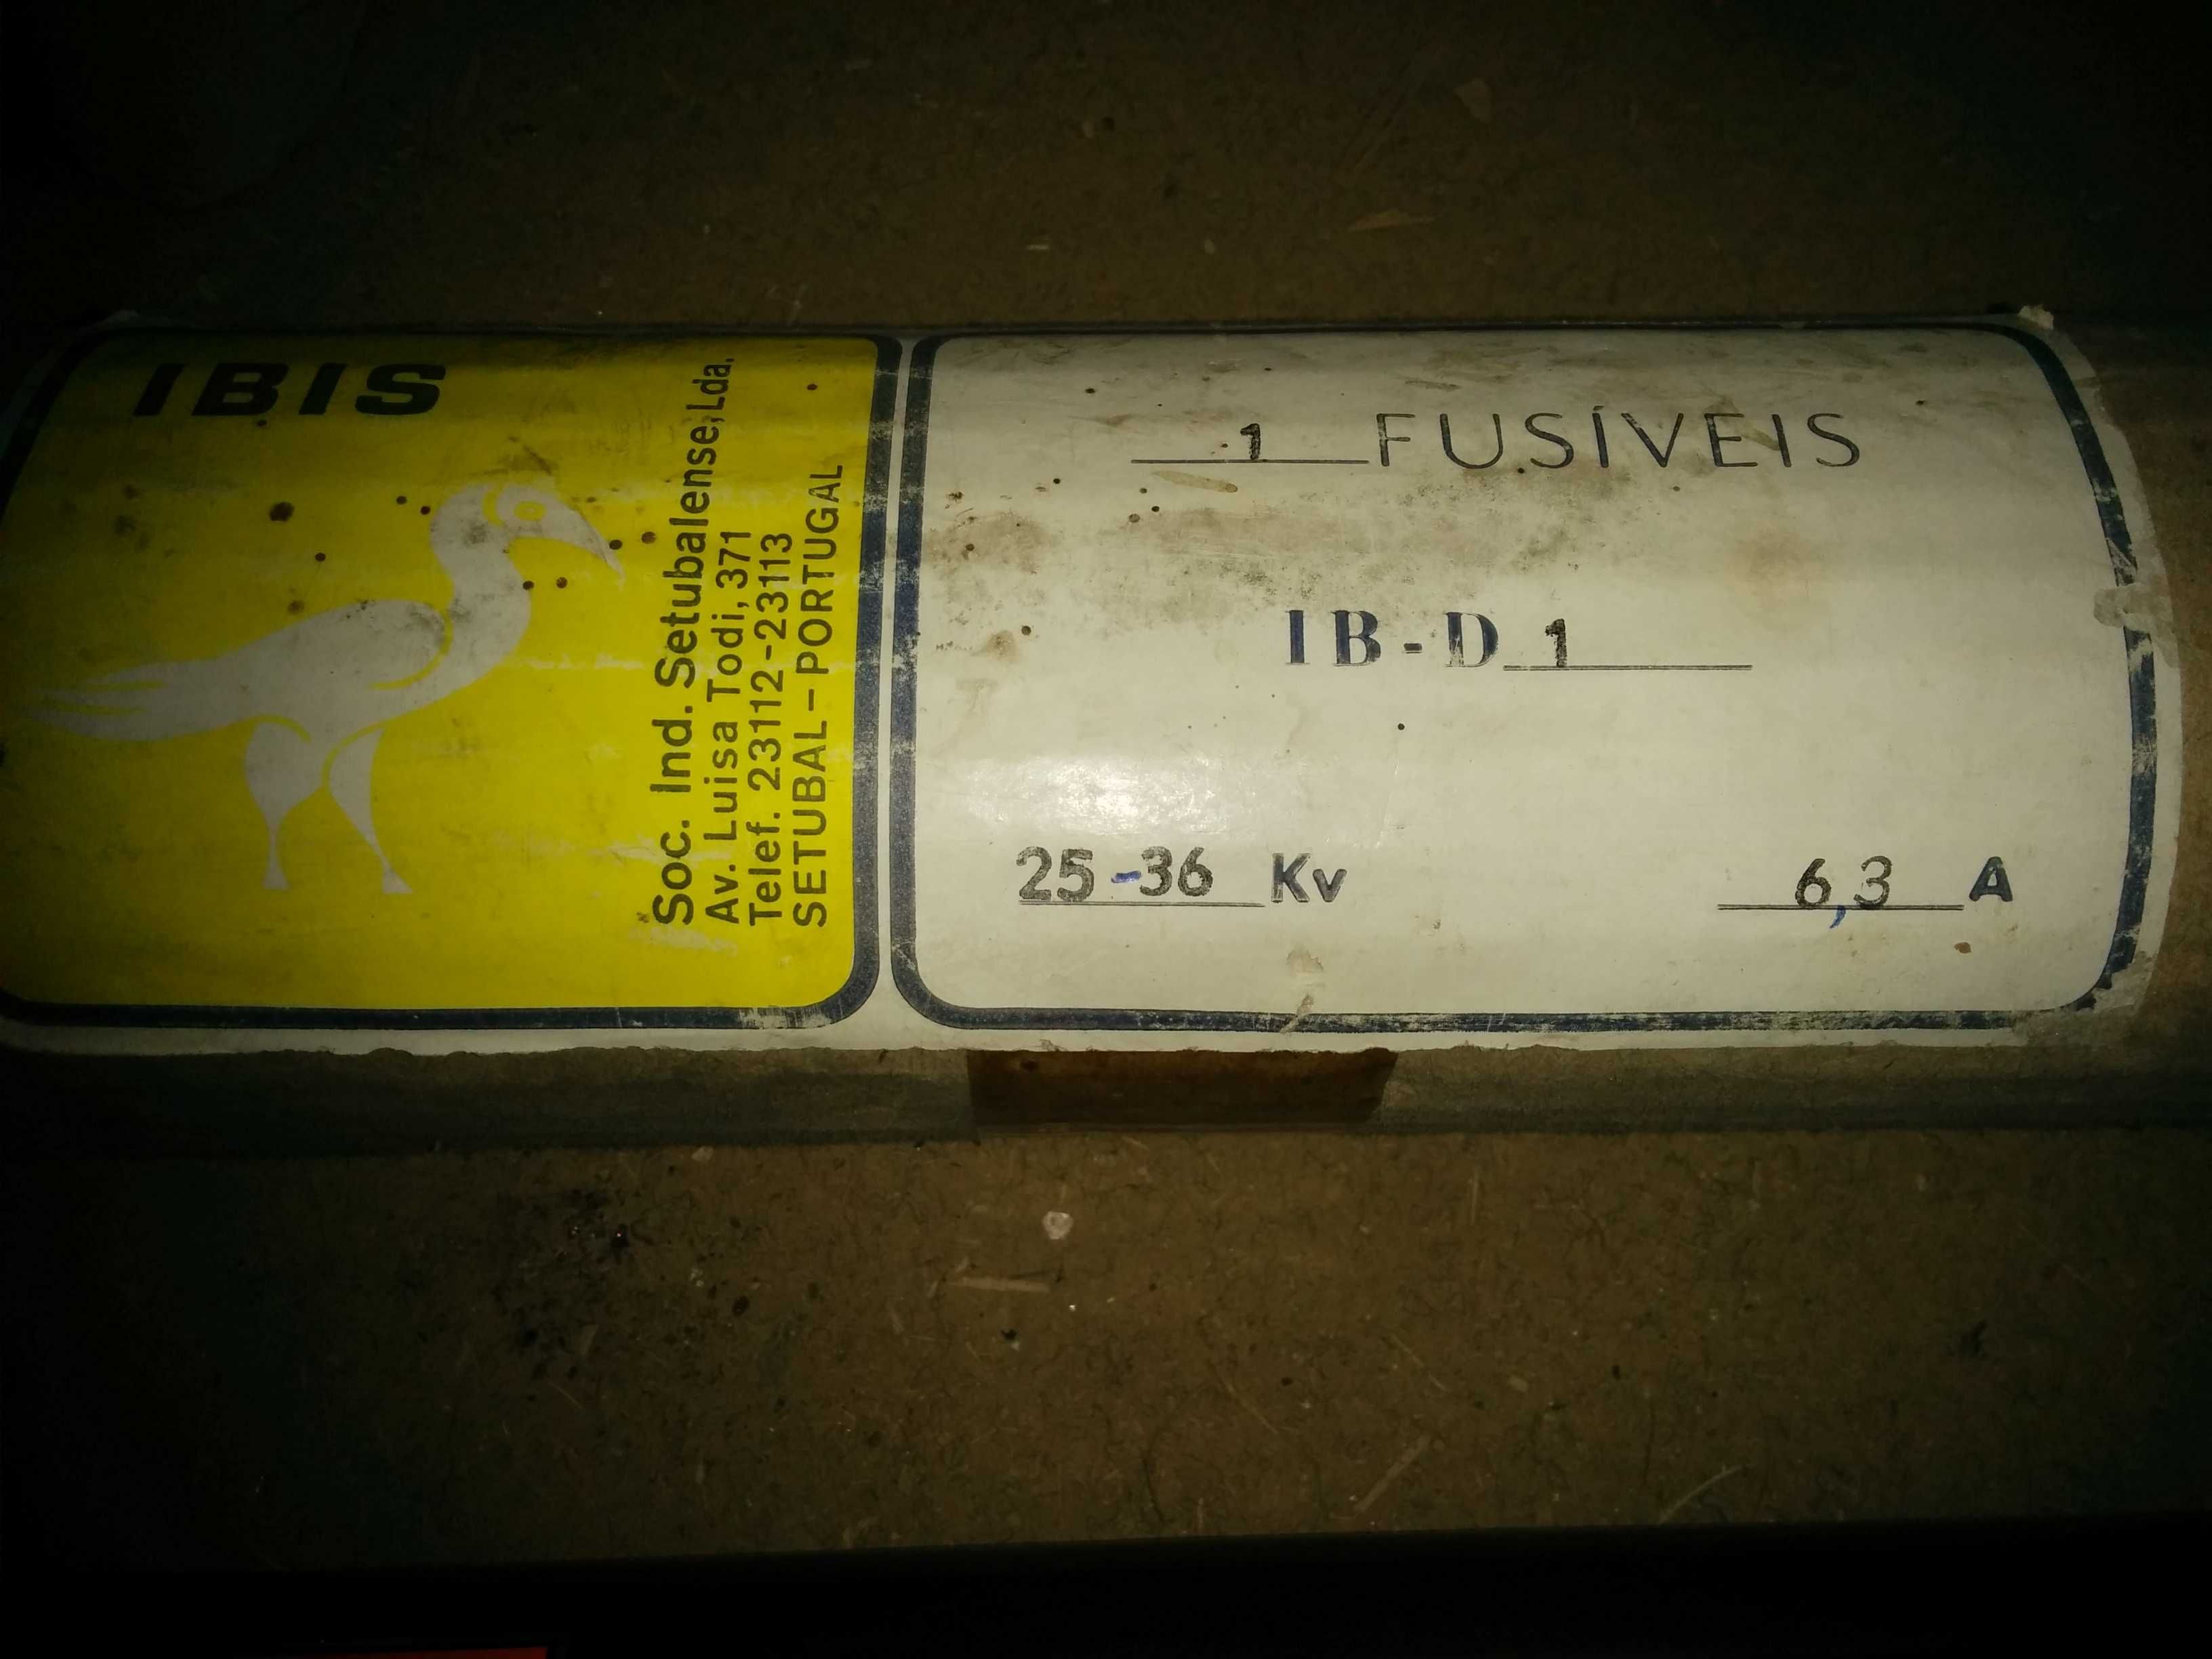 IBIS
Soc. Ind. Setubalense, Lda.
Av. Luisa Todi, 371
Telef. 23112-23113
SETUBAL-PORTUGAL
1 FUSÍVEIS
IB-D 1
25-36 Kv
6,3 A